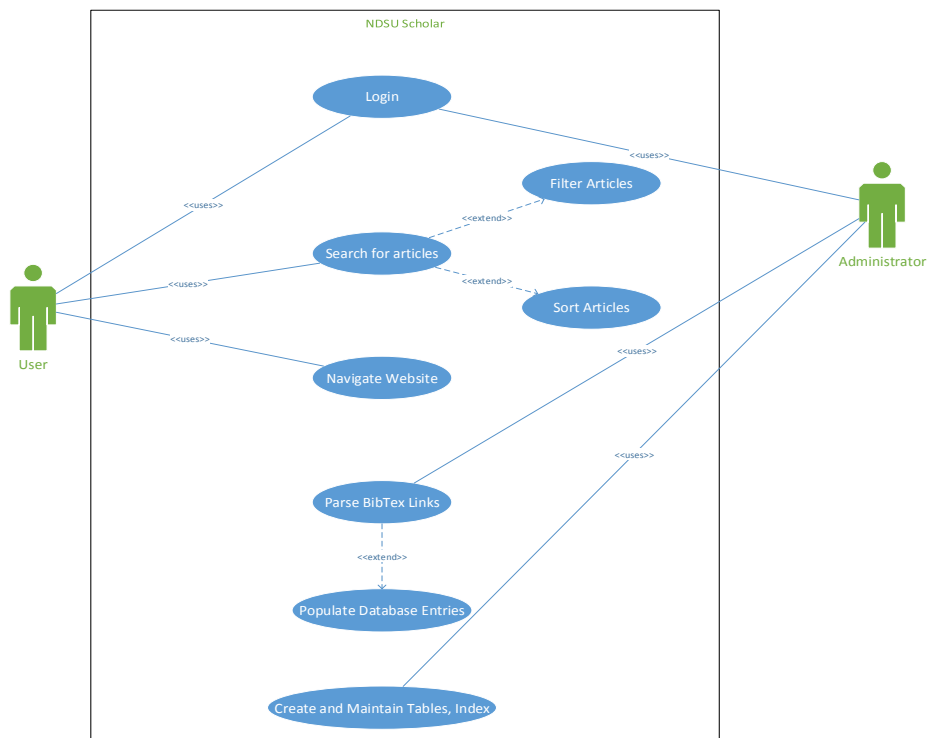 NDSU Scholar
Login
<<uses>>
Filter Articles
<<uses>>
<<extend>>
Search for articles
Administrator
<<extend>>
<<uses>>
Sort Articles
<<uses>>
<<uses>>
User
Navigate Website
<<uses>>
Parse BibTex Links
<<extend>>
Populate Database Entries
Create and Maintain Tables, Index